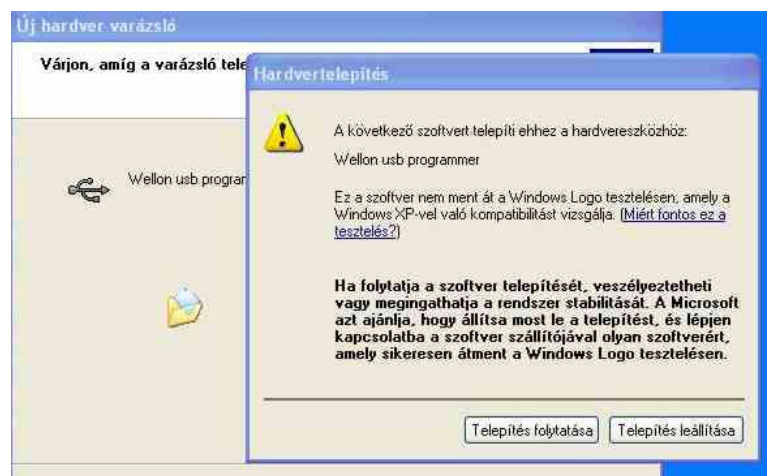 Új hardver varázsló
Várjon, amíg a varázsló
Hardvertelepítés
A következő szoftvert telepíti ehhez a hardvereszközhöz:
Wellon usb
Wellon usb programmer
Ez a szoftver nem ment át a Windows Logo tesztelésen, amely a
Windows XP-vel való kompatibilitást vizsgálja. (Miért fontos ez a
tesztelés?)
Ha folytatja a szoftver telepítését, veszélyeztetheti
vagy megingathatja a rendszer stabilitását. A Microsoft
azt ajánlja, hogy állítsa most le a telepítést, és lépjen
kapcsolatba a szoftver szállítójával olyan szoftverért,
amely sikeresen átment a Windows Logo tesztelésen.
Telepítés folytatása
Telepítés leállítása